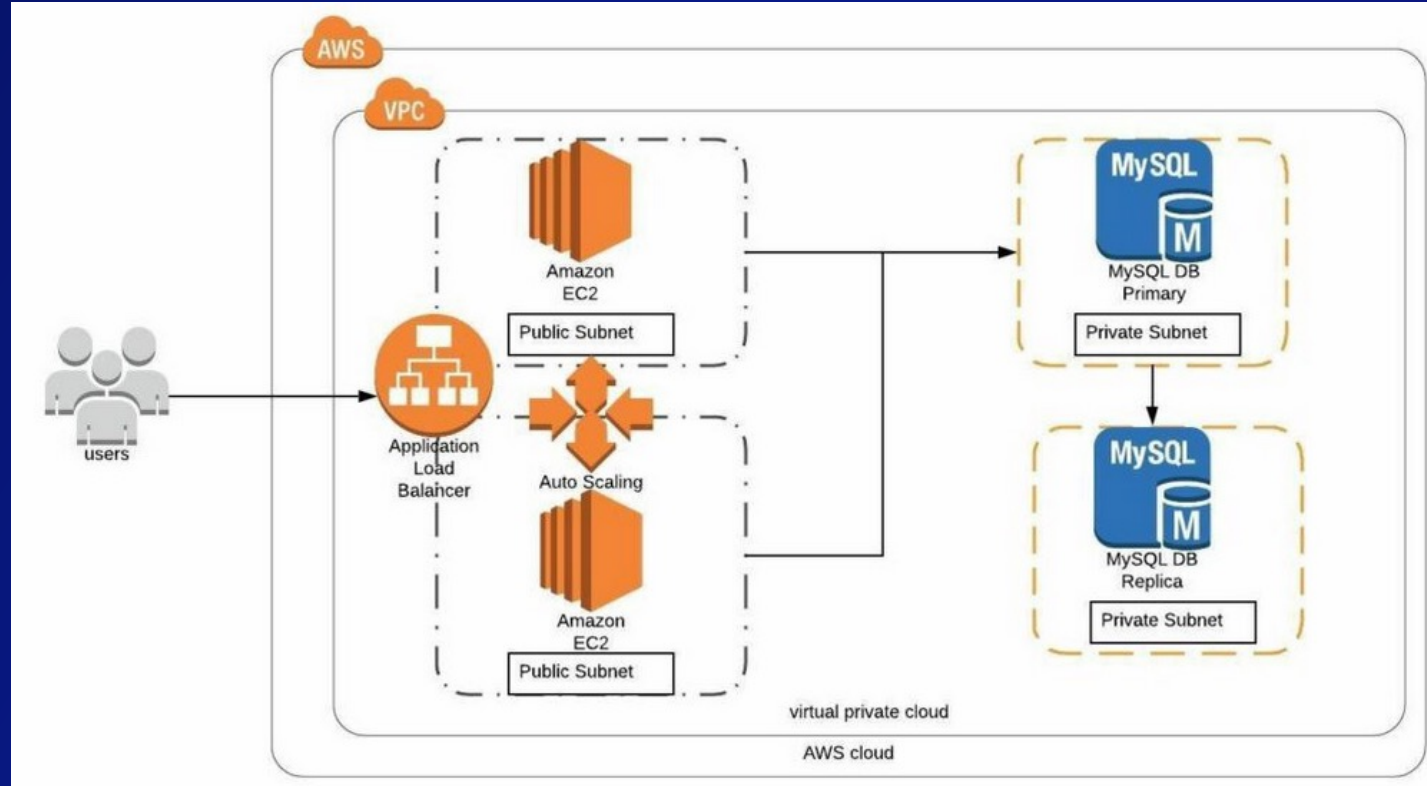 AWS
VPC
users
Application
Load
Balancer
Amazon
EC2
Public Subnet
Auto Scaling
Amazon
EC2
Public Subnet
MySQL
M
MySQL DB
Primary
Private Subnet
MySQL
M
MySQL DB
Replica
Private Subnet
virtual private cloud
AWS cloud